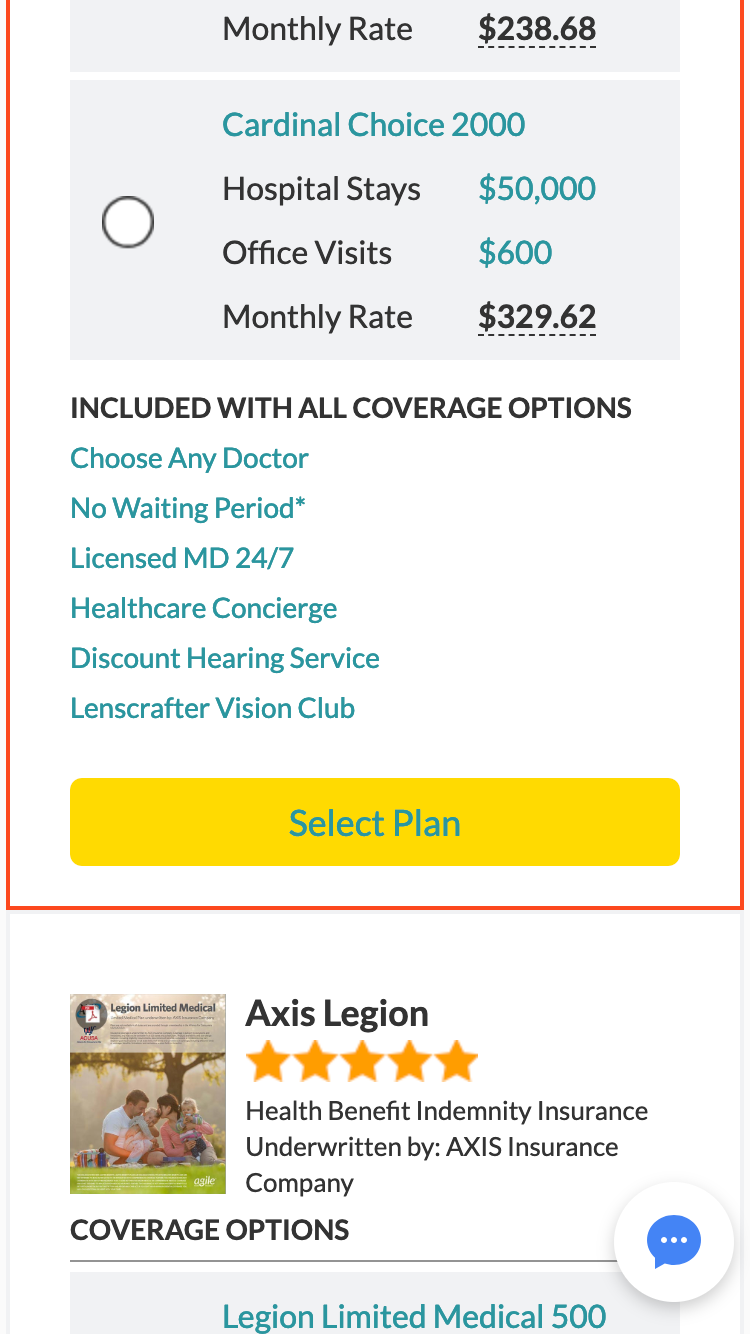 Monthly Rate $238.68
Cardinal Choice 2000
Hospital Stays $50,000
Office Visits $600
Monthly Rate $329.62
INCLUDED WITH ALL COVERAGE OPTIONS
Choose Any Doctor
No Waiting Period*
Licensed MD 24/7
Healthcare Concierge
Discount Hearing Service
Lenscrafter Vision Club
Select Plan
Legion Limited Medical
ACUSA
agile
Axis Legion
Health Benefit Indemnity Insurance
Underwritten by: AXIS Insurance
Company
COVERAGE OPTIONS
Legion Limited Medical 500